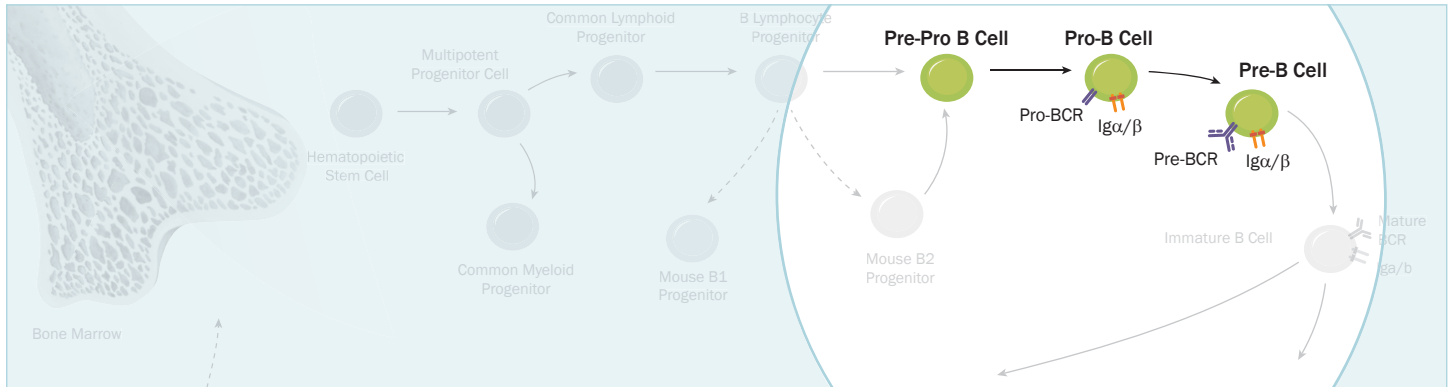 Common Lymphoid
Progenitor
B Lymphocyte
Progenitor
Multipotent
Progenitor Cell
Pre-Pro B Cell
Pro-B Cell
Pre-B Cell
Pro-BCR
Igα/β
Pre-BCR
Igα/β
Hematopoietic
Stem Cell
Common Myeloid
Progenitor
Mouse B1
Progenitor
Mouse B2
Progenitor
Immature B Cell
Mature
BCR
Iga/b
Bone Marrow